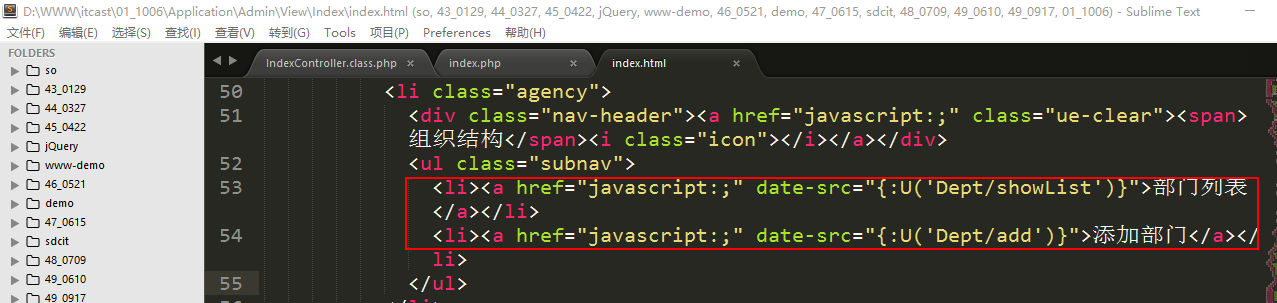 D:\WWW\itcast\01_1006\Application\Admin\View\Index\index.html (so, 43_0129, 44_0327, 45_0422, jQuery, www-demo, 46_0521, demo, 47_0615, sdcit, 48_0709, 49_0610, 49_0917, 01_1006) - Sublime Text
文件(F) 编辑(E) 选择(S) 查找(I) 查看(V) 转到(G) Tools 项目(P) Preferences 帮助(H)
FOLDERS
so
43_0129
44_0327
45_0422
jQuery
www-demo
46_0521
demo
47_0615
sdcit
48_0709
49_0610
49_0917
IndexController.class.php × index.php × index.html ×
50 <li class="agency">
51 <div class="nav-header"><a href="javascript:;" class="ue-clear"><span>
组织结构</span><i class="icon"></i></a></div>
52 <ul class="subnav">
53 <li><a href="javascript:;" date-src="{:U('Dept/showList')}">部门列表
</a></li>
54 <li><a href="javascript:;" date-src="{:U('Dept/add')}">添加部门</a></
li>
55 </ul>